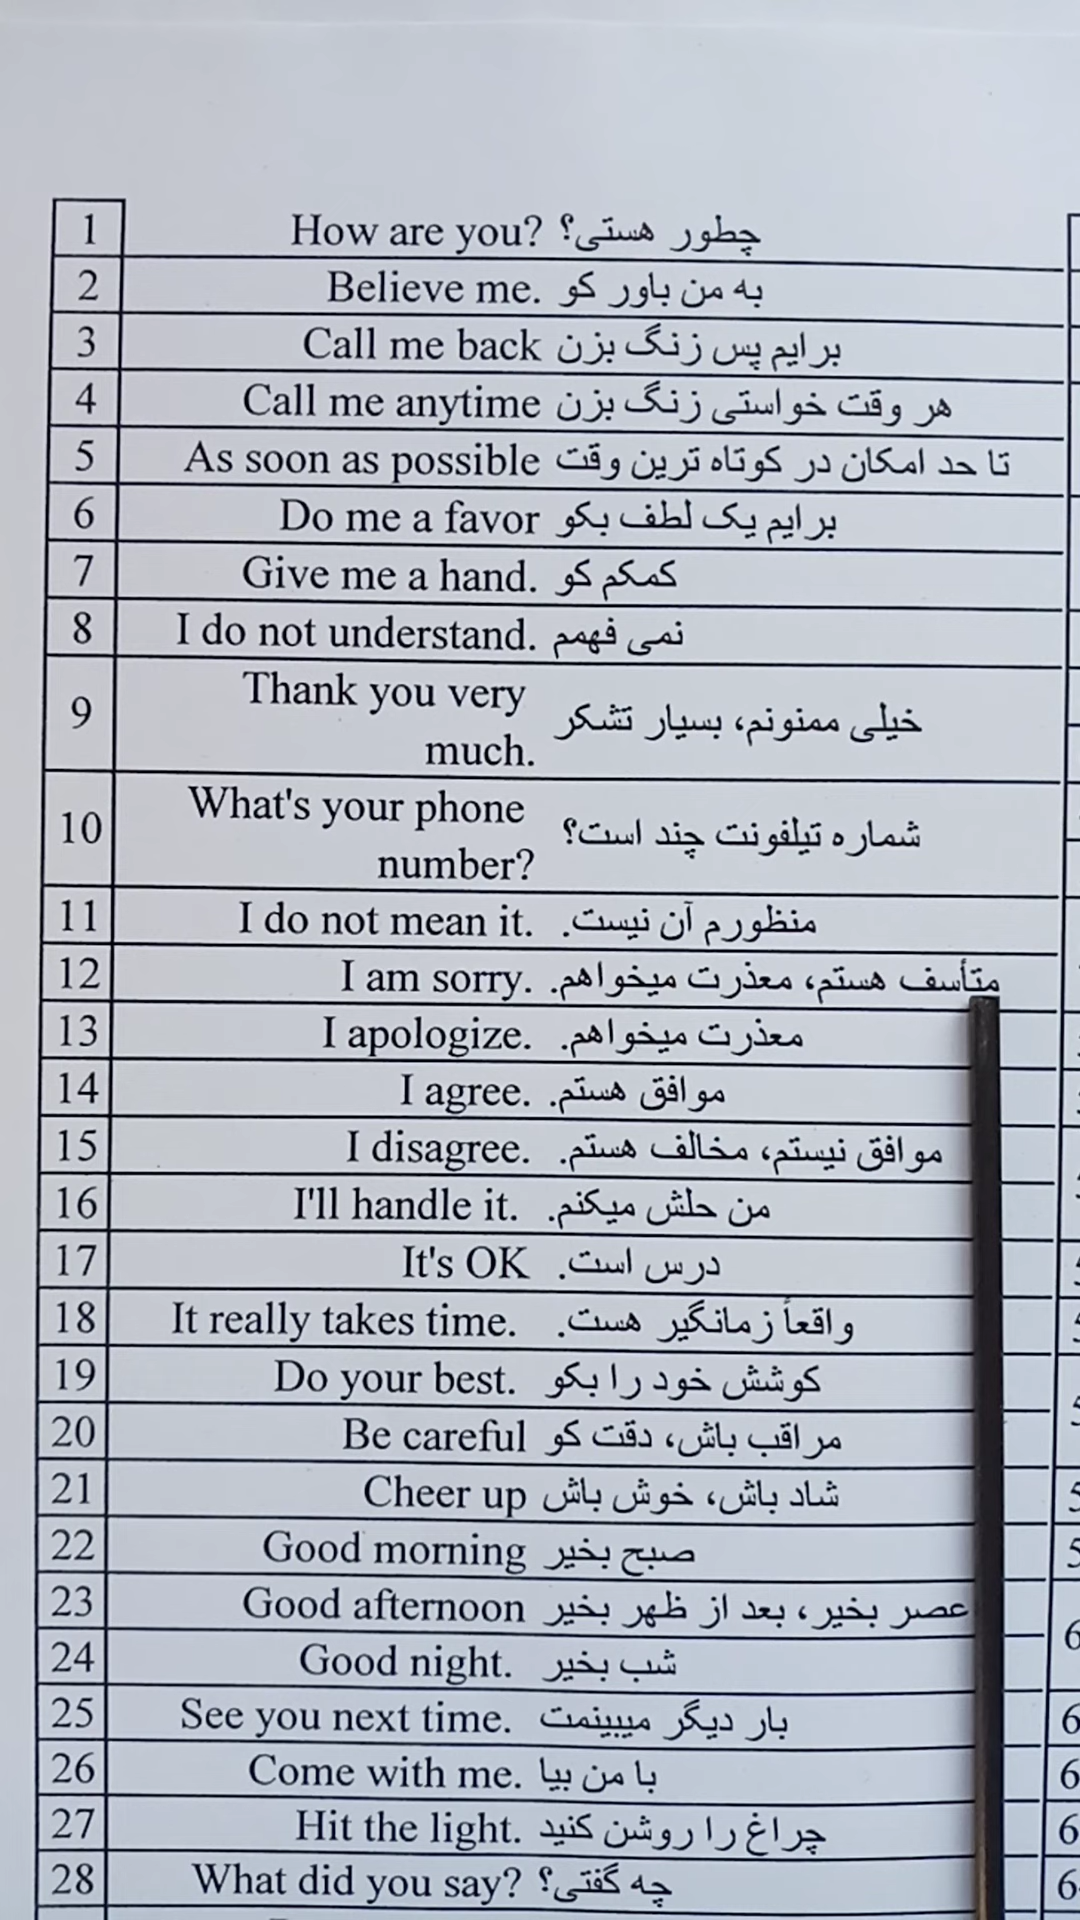 1 How are you? چطور هستی؟
2 Believe me. به من باور کو
3 Call me back برایم پس زنگ بزن
4 Call me anytime هر وقت خواستی زنگ بزن
5 As soon as possible تا حد امکان در کوتاه ترین وقت
6 Do me a favor برایم یک لطف بکو
7 Give me a hand. کمکم کو
8 I do not understand. نمی فهمم
9 Thank you very
much. خیلی ممنونم، بسیار تشکر
10 What's your phone
number? شماره تیلفونت چند است؟
11 I do not mean it. منظورم آن نیست.
12 I am sorry. متأسف هستم، معذرت میخواهم.
13 I apologize. معذرت میخواهم.
14 I agree. موافق هستم.
15 I disagree. موافق نیستم، مخالف هستم.
16 I'll handle it. من حلش میکنم.
17 It's OK درس است.
18 It really takes time. واقعاً زمانگیر هست.
19 Do your best. کوشش خود را بکو
20 Be careful مراقب باش، دقت کو
21 Cheer up شاد باش، خوش باش
22 Good morning صبح بخیر
23 Good afternoon عصر بخیر، بعد از ظهر بخیر
24 Good night. شب بخیر
25 See you next time. بار دیگر میبینمت
26 Come with me. با من بیا
27 Hit the light. چراغ را روشن کنید
28 What did you say? چه گفتی؟